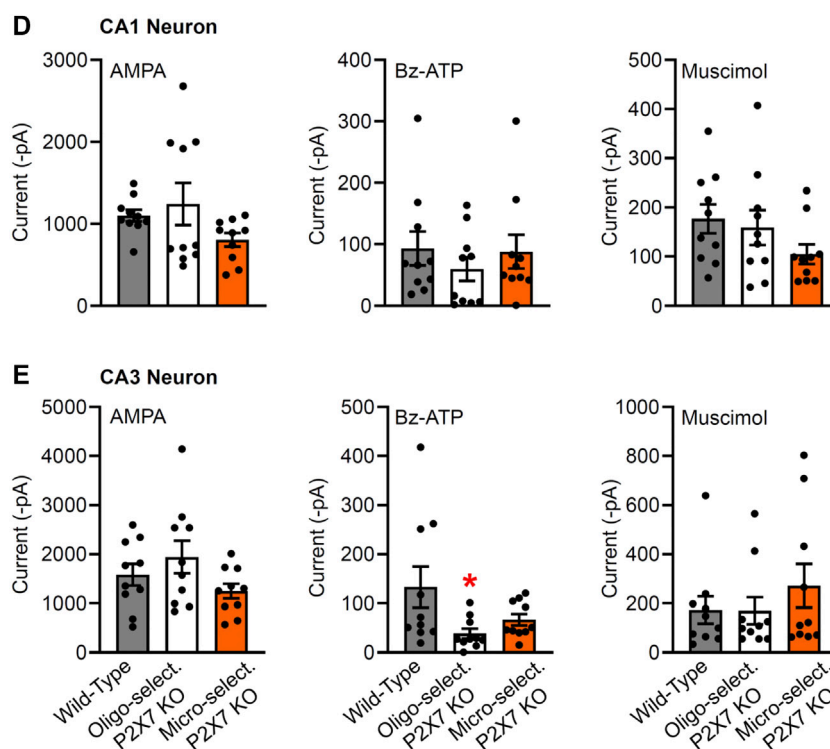 D CA1 Neuron
AMPA
Current (-pA)
3000
2000
1000
0
Bz-ATP
Current (-pA)
400
300
200
100
0
Muscimol
Current (-pA)
500
400
300
200
100
0
E CA3 Neuron
AMPA
Current (-pA)
5000
4000
3000
2000
1000
0
Wild-Type
Oligo-select.
P2X7 KO
Micro-select.
P2X7 KO
Bz-ATP
Current (-pA)
500
400
300
200
100
0
*
Wild-Type
Oligo-select.
P2X7 KO
Micro-select.
P2X7 KO
Muscimol
Current (-pA)
1000
800
600
400
200
0
Wild-Type
Oligo-select.
P2X7 KO
Micro-select.
P2X7 KO